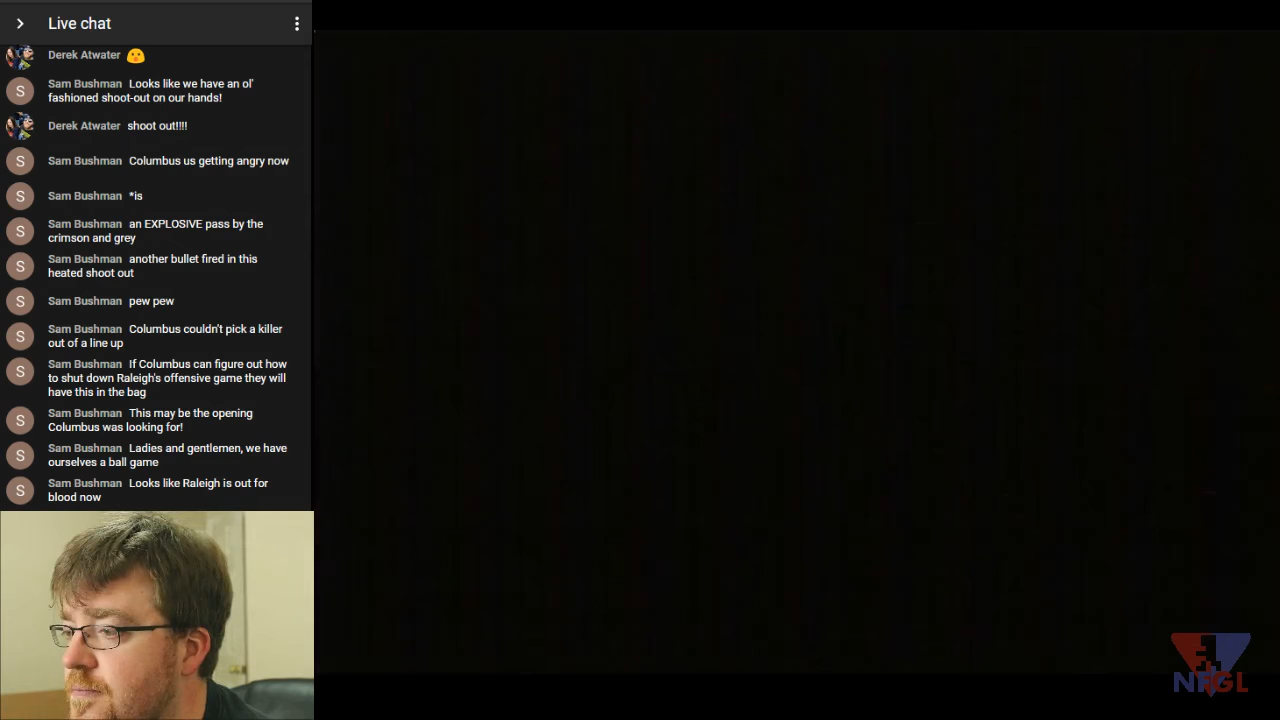 Live chat
Derek Atwater
Sam Bushman Looks like we have an ol'
fashioned shoot-out on our hands!
Derek Atwater shoot out!!!!
Sam Bushman Columbus us getting angry now
Sam Bushman *is
Sam Bushman an EXPLOSIVE pass by the
crimson and grey
Sam Bushman another bullet fired in this
heated shoot out
Sam Bushman pew pew
Sam Bushman Columbus couldn't pick a killer
out of a line up
Sam Bushman If Columbus can figure out how
to shut down Raleigh's offensive game they will
have this in the bag
Sam Bushman This may be the opening
Columbus was looking for!
Sam Bushman Ladies and gentlemen, we have
ourselves a ball game
Sam Bushman Looks like Raleigh is out for
blood now
S
S
S
S
S
S
S
S
S
S
S
NFGL